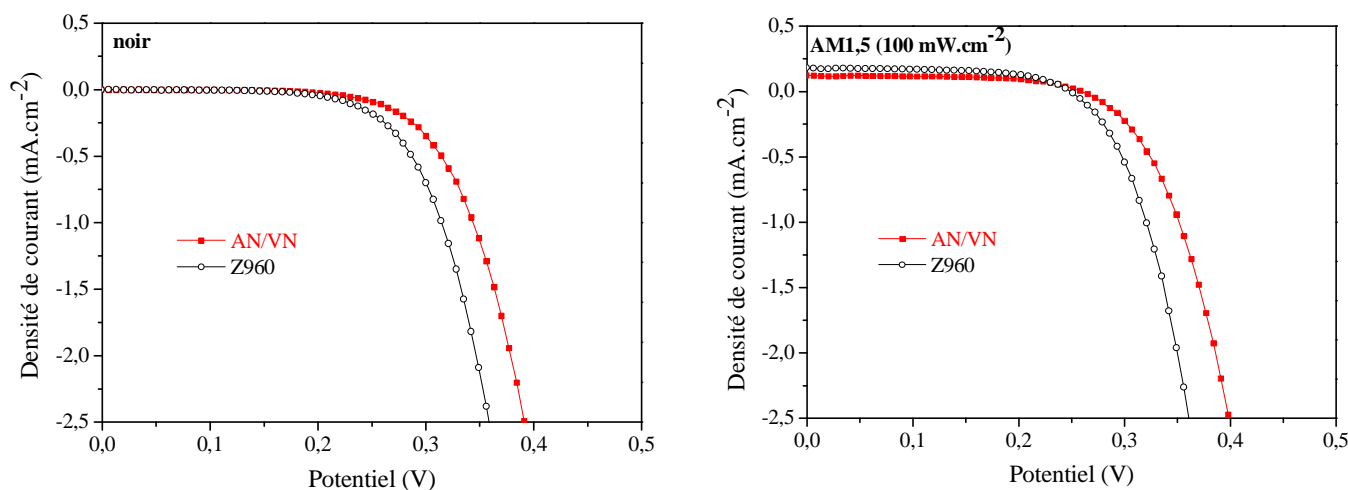 noir
Densité de courant (mA.cm-2)
0,5
0,0
-0,5
-1,0
-1,5
-2,0
-2,5
AN/VN
Z960
0,0 0,1 0,2 0,3 0,4 0,5
Potentiel (V)
AM1,5 (100 mW.cm-2)
Densité de courant (mA.cm-2)
0,5
0,0
-0,5
-1,0
-1,5
-2,0
-2,5
AN/VN
Z960
0,0 0,1 0,2 0,3 0,4 0,5
Potentiel (V)